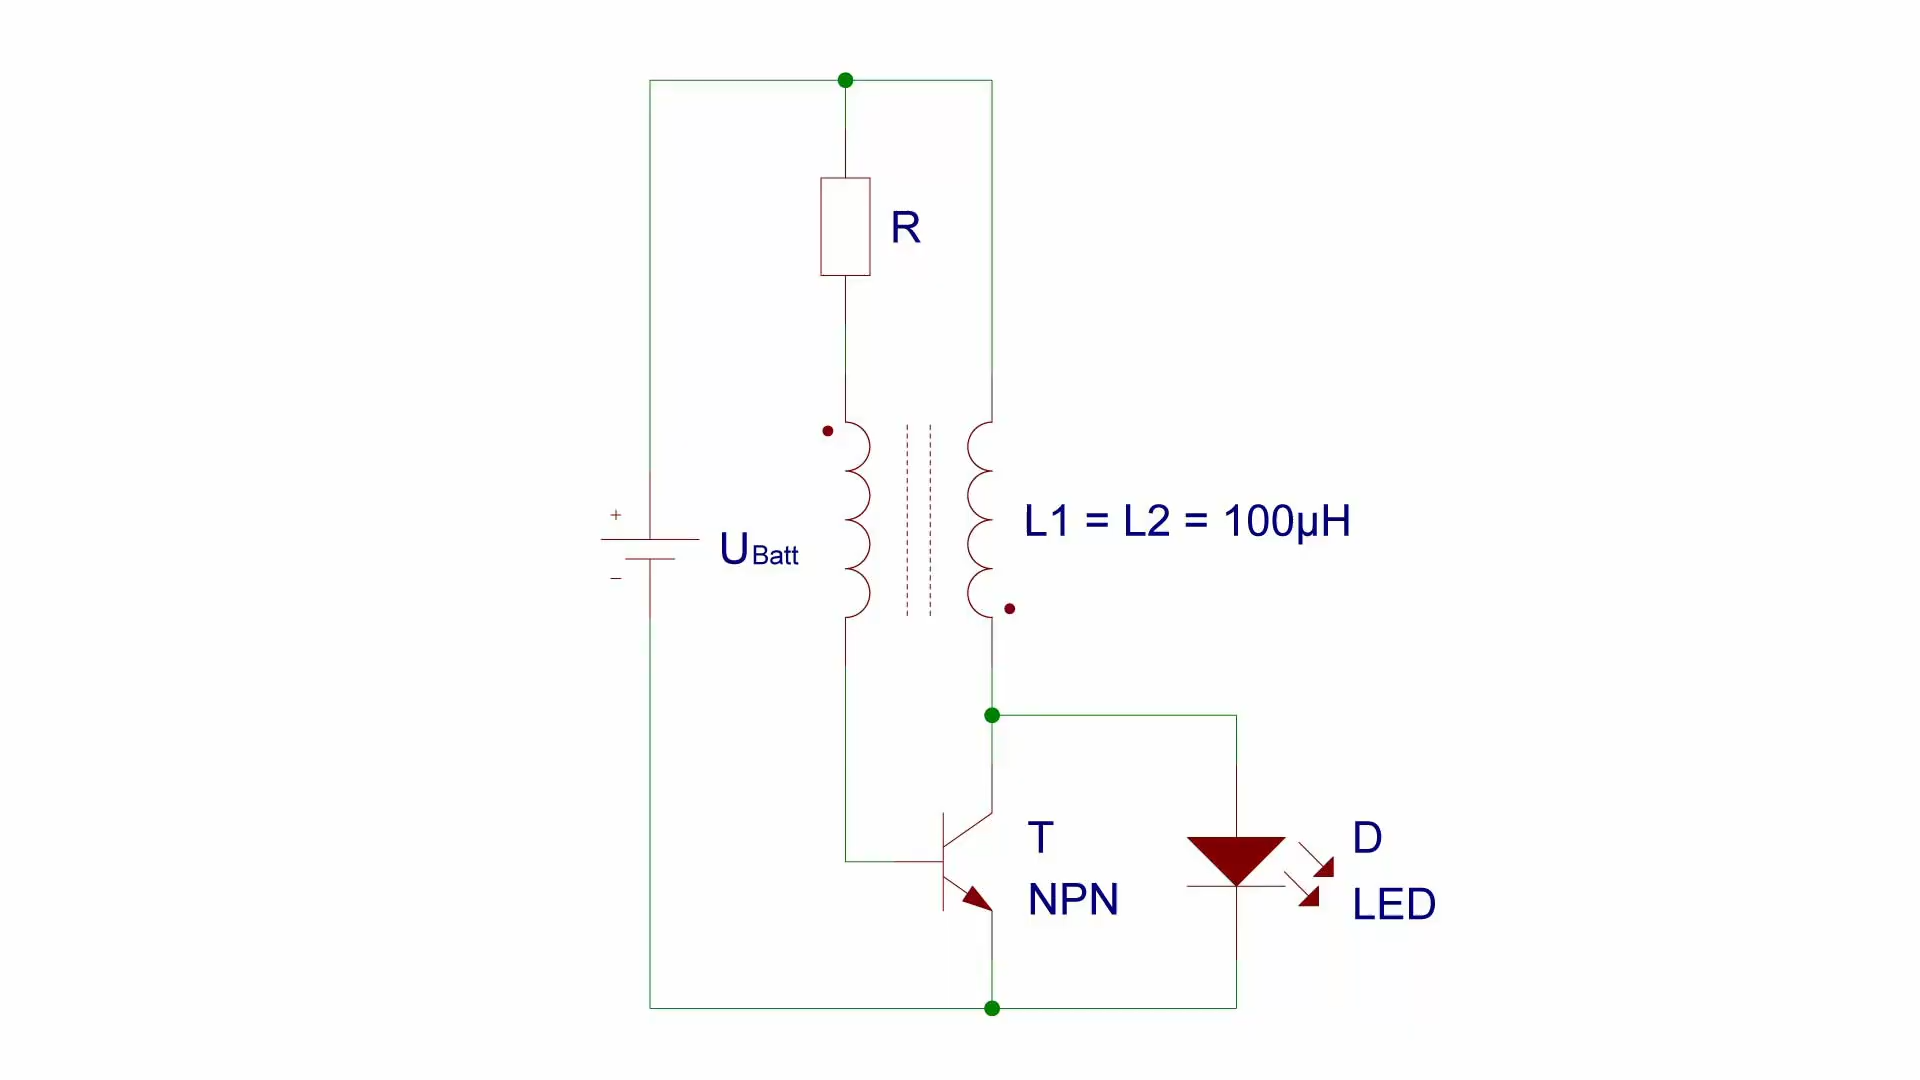 R
+
−
UBatt
L1 = L2 = 100µH
T
NPN
D
LED